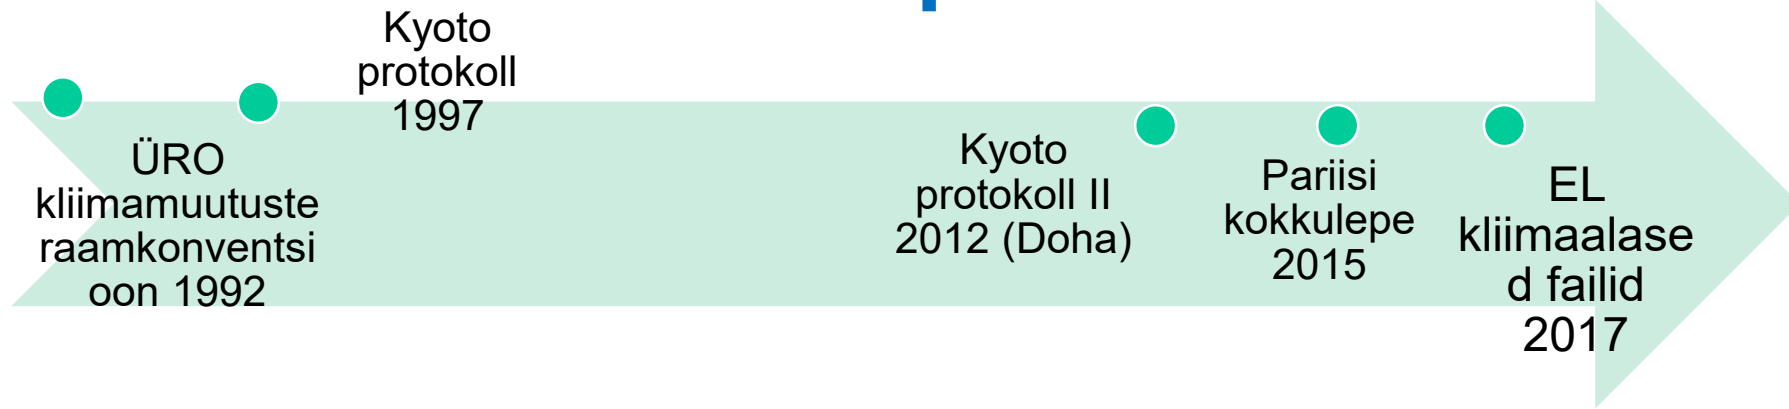 ÜRO
kliimamuutuste
raamkonventsi
oon 1992
Kyoto
protokoll
1997
Kyoto
protokoll II
2012 (Doha)
Pariisi
kokkulepe
2015
EL
kliimaalase
d failid
2017